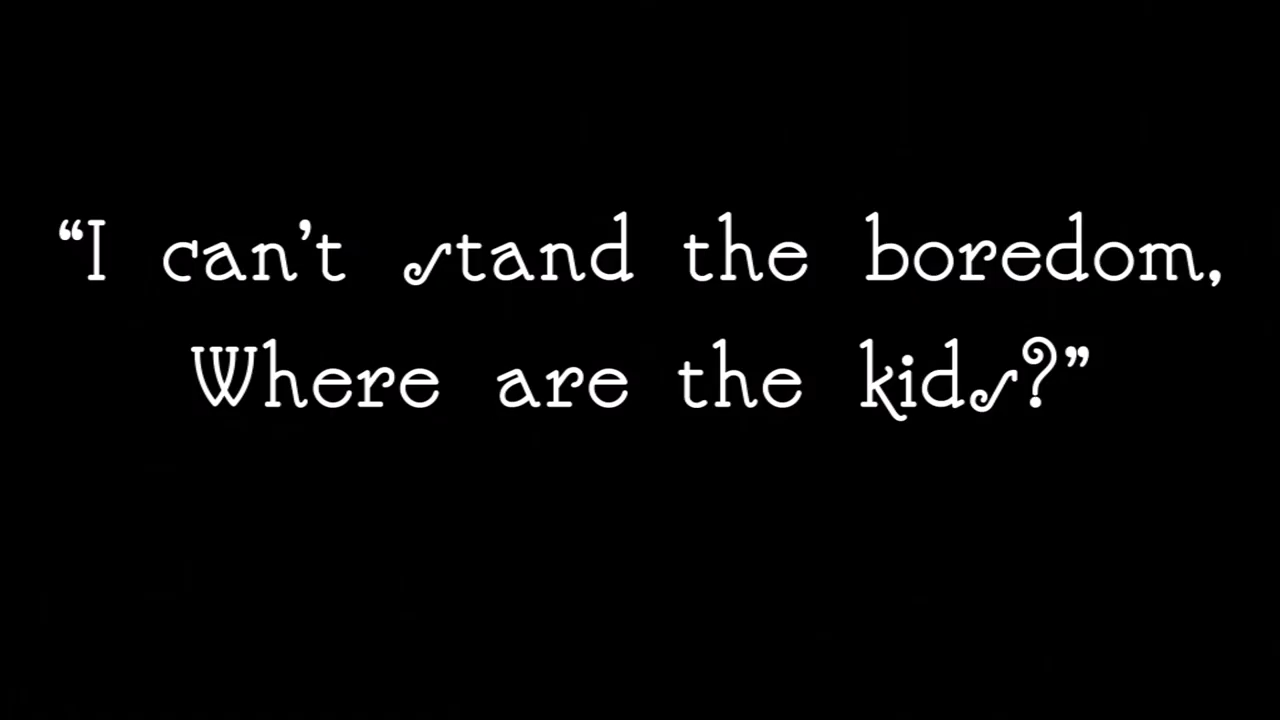 “I can’t stand the boredom,
Where are the kids?”